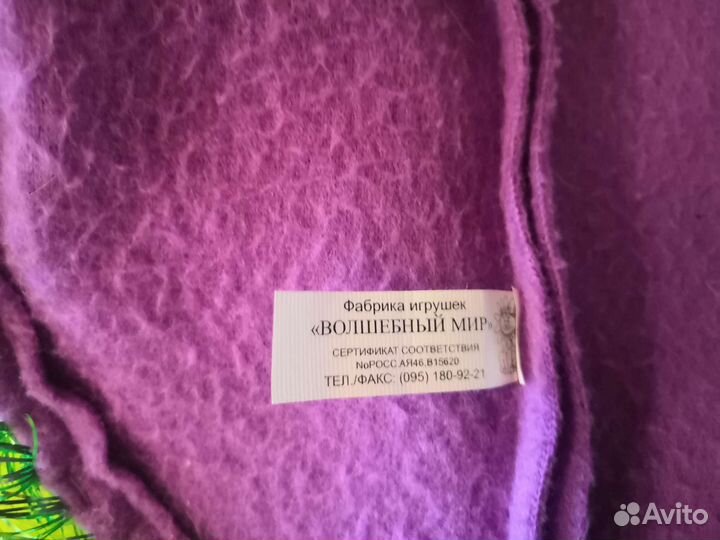 Фабрика игрушек
«ВОЛШЕБНЫЙ МИР»
СЕРТИФИКАТ СООТВЕТСТВИЯ
№РОСС.АЯ46.В15620
ТЕЛ./ФАКС: (095) 180-92-21
Avito